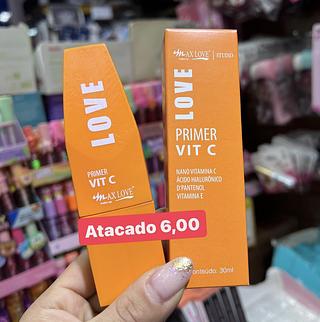 LOVE
PRIMER
VIT C
MAX LOVE
Atacado 6,00
MAX LOVE | STUDIO
LOVE
PRIMER
VIT C
NANO VITAMINA C
ÁCIDO HIALURÔNICO
D'PANTENOL
VITAMINA E
Conteúdo: 30ml